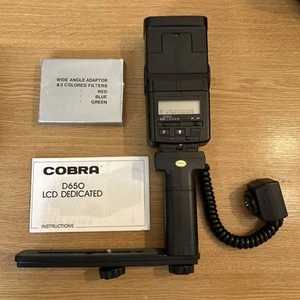 WIDE ANGLE ADAPTOR
& 3 COLORED FILTERS
RED
BLUE
GREEN
COBRA
D650
LCD DEDICATED
INSTRUCTIONS